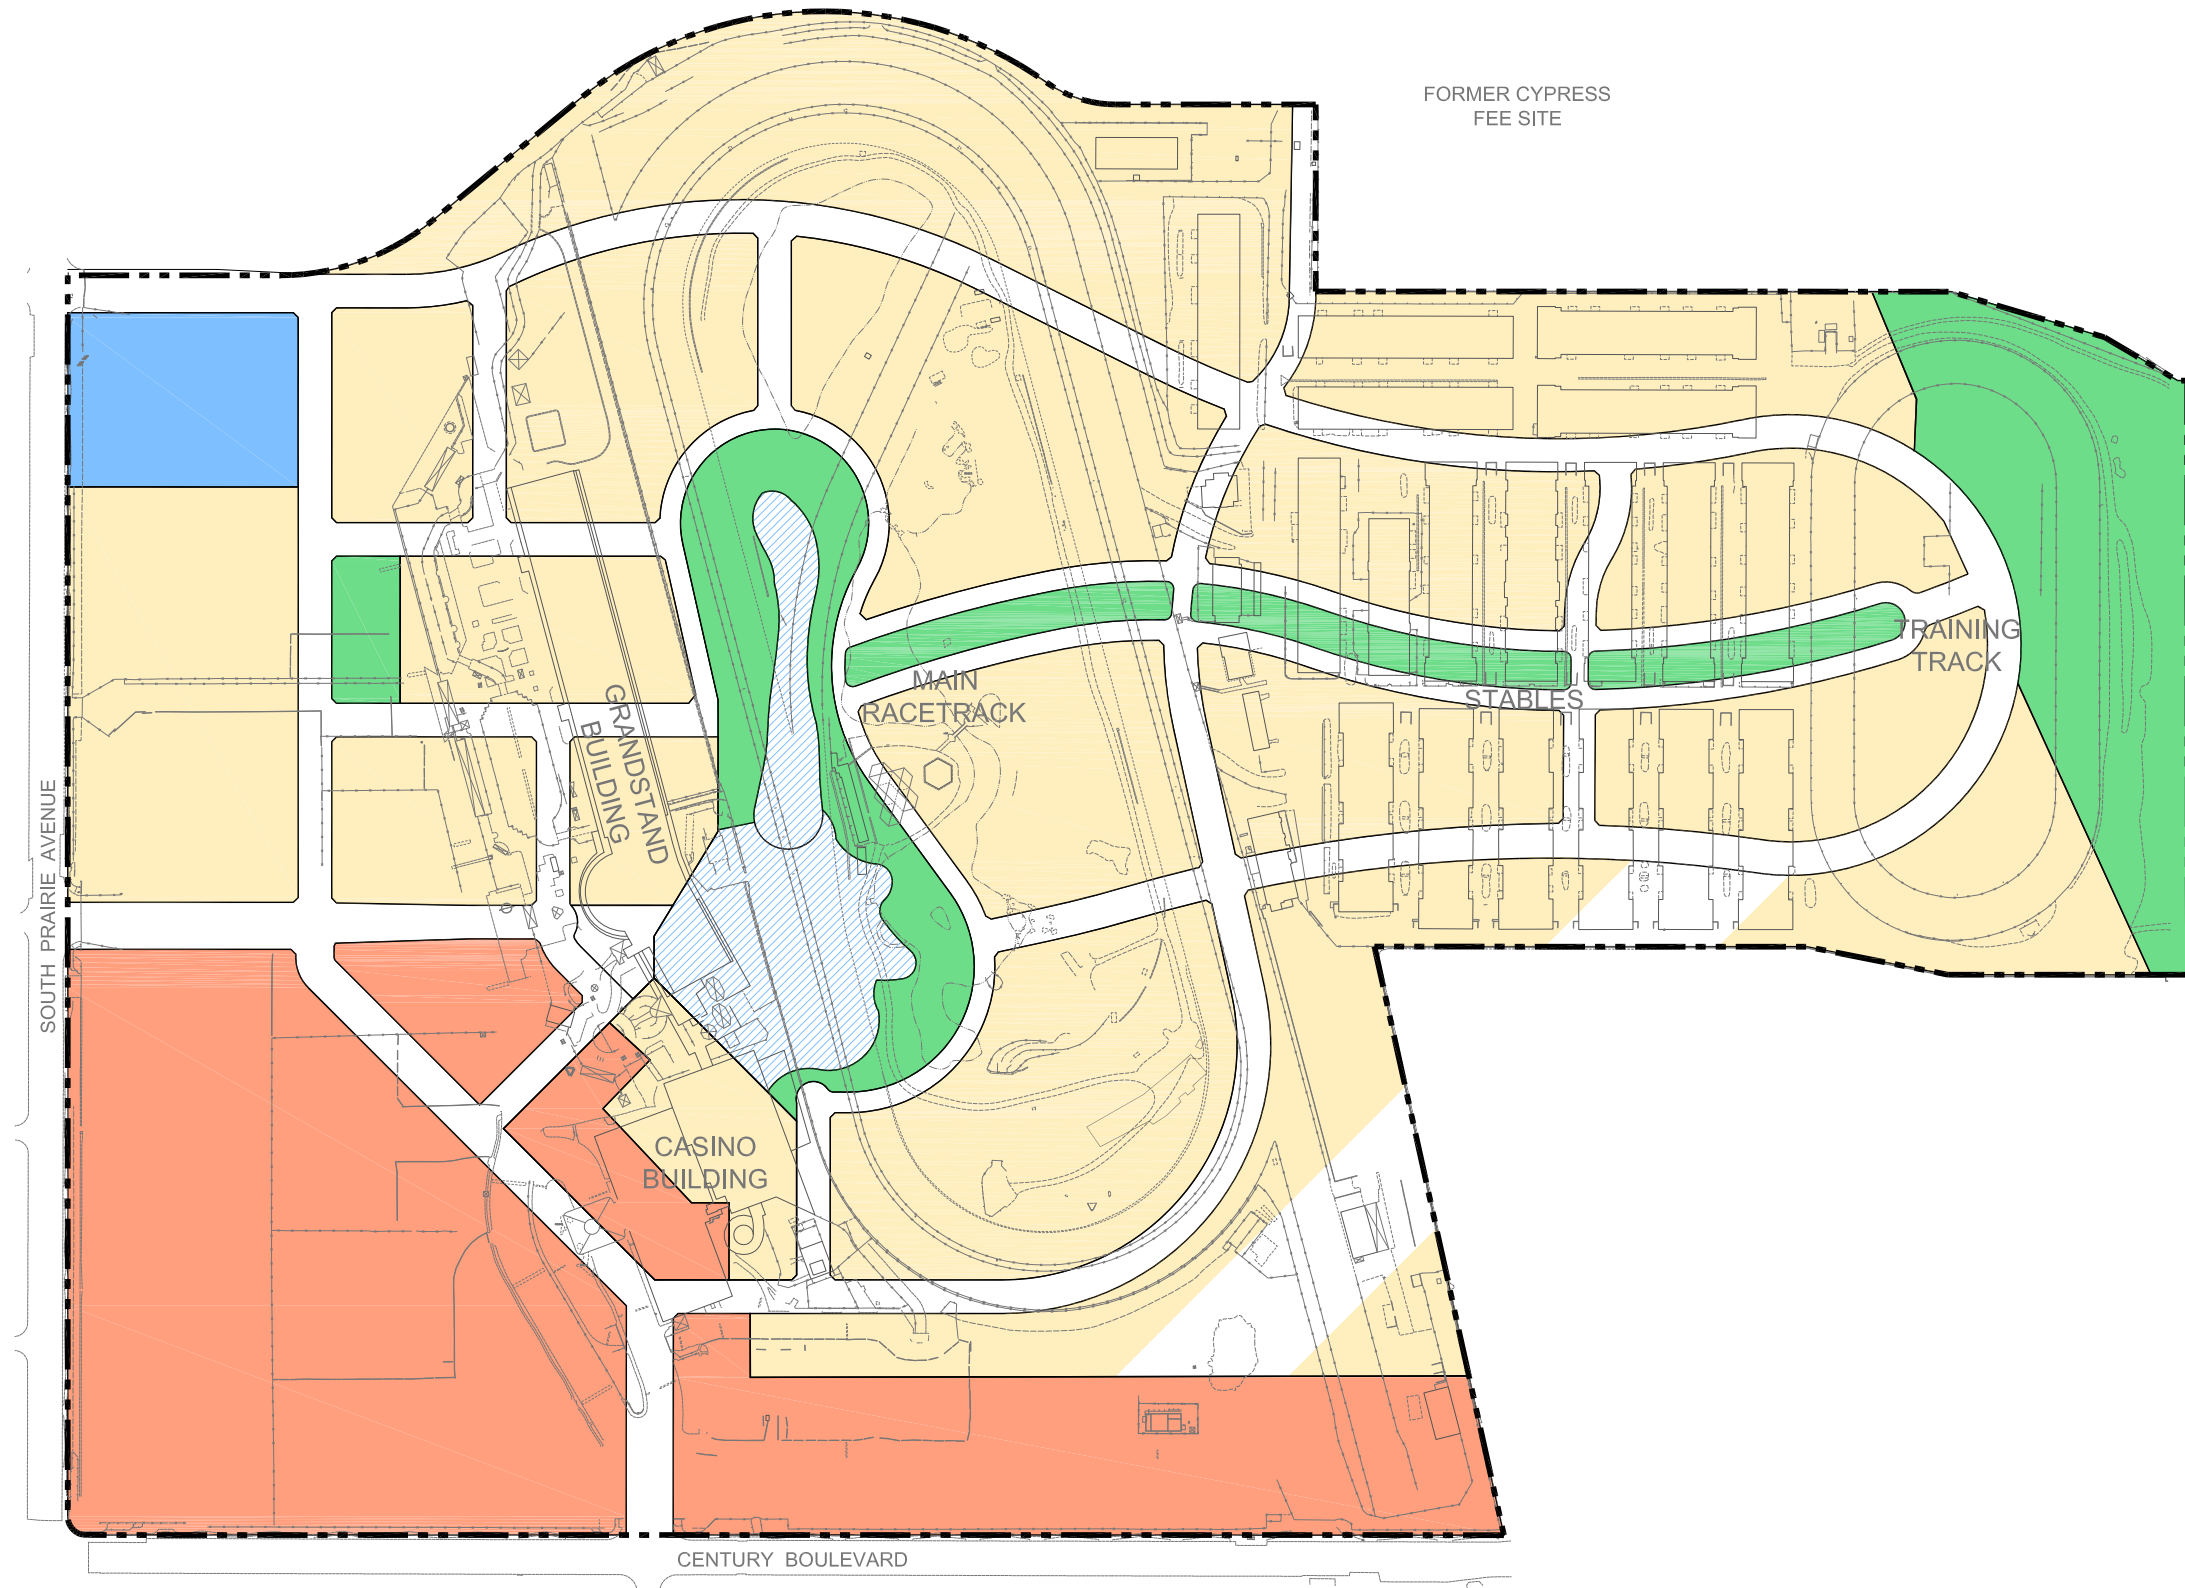 FORMER CYPRESS
FEE SITE
TRAINING
TRACK
MAIN
RACETRACK
STABLES
GRANDSTAND
BUILDING
SOUTH PRAIRIE AVENUE
CASINO
BUILDING
CENTURY BOULEVARD